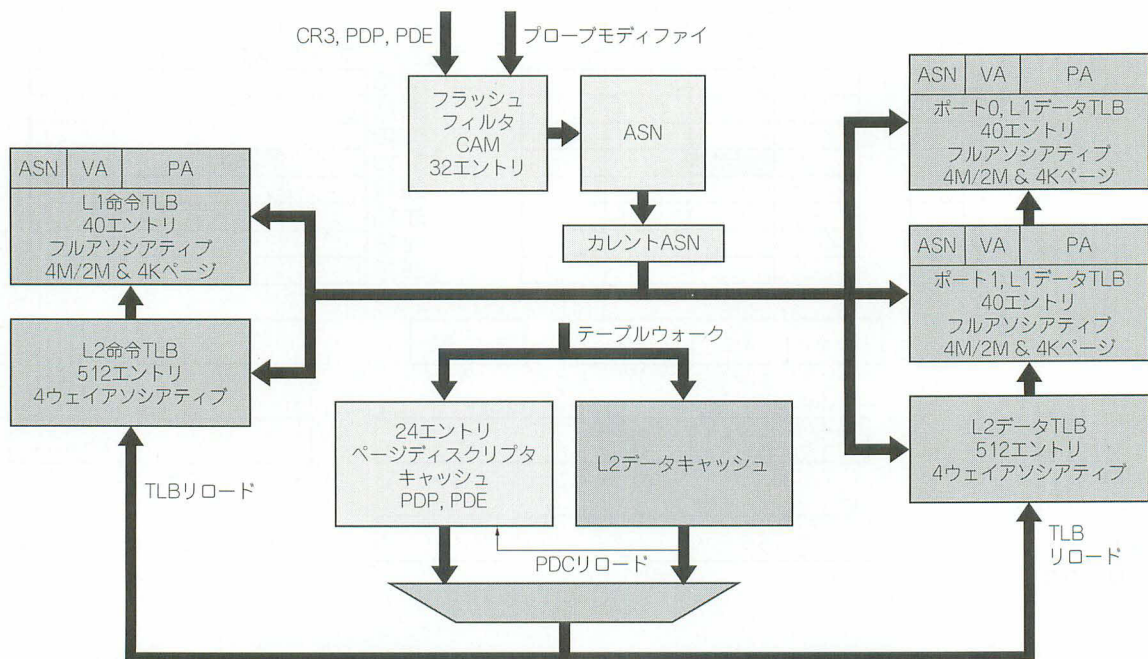 CR3, PDP, PDE
プローブモディファイ
フラッシュ
フィルタ
CAM
32エントリ
ASN
カレントASN
ASN VA PA
L1命令TLB
40エントリ
フルアソシアティブ
4M/2M & 4Kページ
L2命令TLB
512エントリ
4ウェイアソシアティブ
TLBリロード
テーブルウォーク
24エントリ
ページディスクリプタ
キャッシュ
PDP, PDE
L2データキャッシュ
PDCリロード
ASN VA PA
ポート0, L1データTLB
40エントリ
フルアソシアティブ
4M/2M & 4Kページ
ASN VA PA
ポート1, L1データTLB
40エントリ
フルアソシアティブ
4M/2M & 4Kページ
L2データTLB
512エントリ
4ウェイアソシアティブ
TLB
リロード